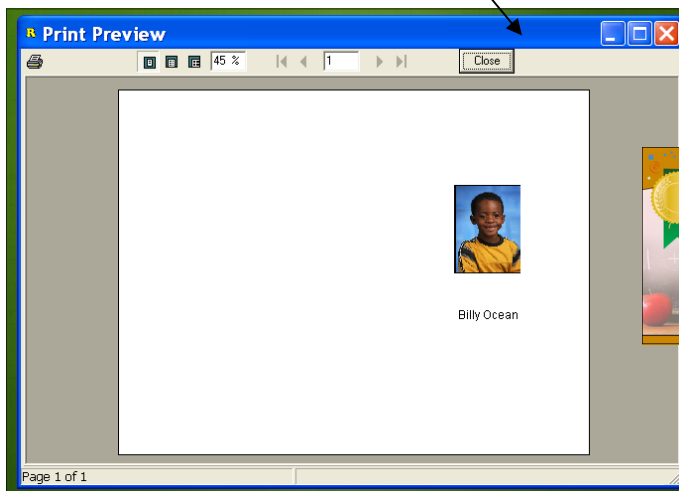 R Print Preview
45 %
1
Close
Billy Ocean
Page 1 of 1